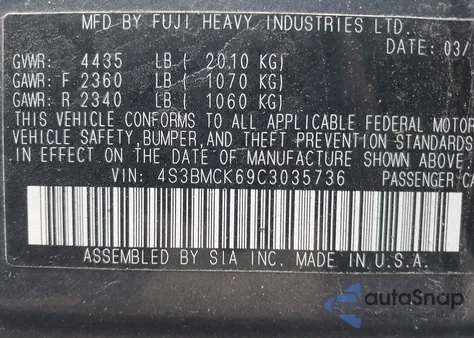 MFD BY FUJI HEAVY INDUSTRIES LTD.
DATE: 03/
GVWR: 4435 LB ( 2010 KG)
GAWR: F 2360 LB ( 1070 KG)
GAWR: R 2340 LB ( 1060 KG)
THIS VEHICLE CONFORMS TO ALL APPLICABLE FEDERAL MOTOR
VEHICLE SAFETY,BUMPER,AND THEFT PREVENTION STANDARDS
IN EFFECT ON THE DATE OF MANUFACTURE SHOWN ABOVE.
VIN: 4S3BMCK69C3035736 PASSENGER CA
ASSEMBLED BY SIA INC. MADE IN U.S.A.
autoSnap